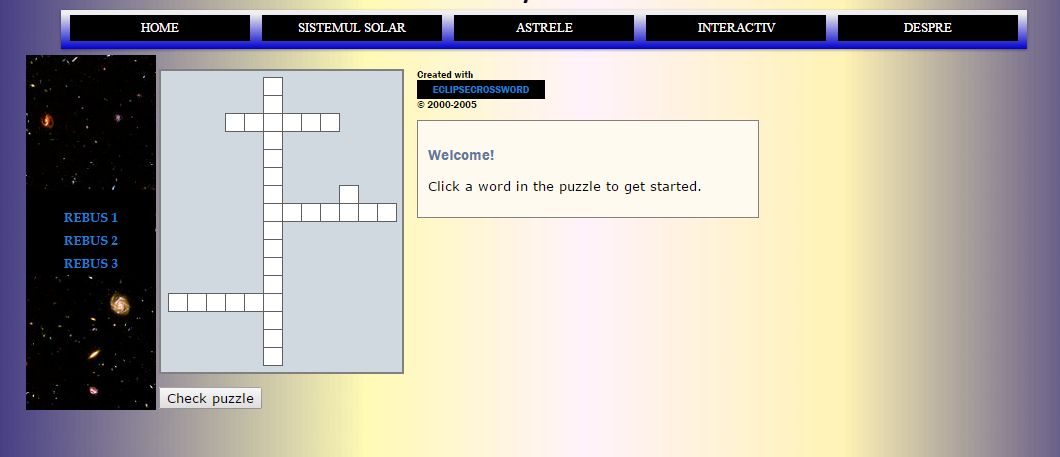 HOME
SISTEMUL SOLAR
ASTRELE
INTERACTIV
DESPRE
REBUS 1
REBUS 2
REBUS 3
Created with
ECLIPSECROSSWORD
© 2000-2005
Welcome!
Click a word in the puzzle to get started.
Check puzzle